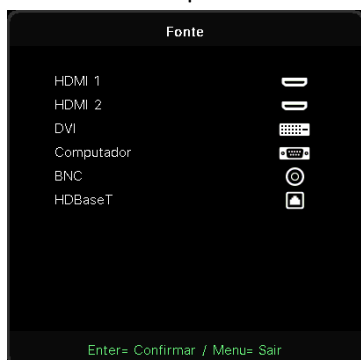 Fonte
HDMI 1
HDMI 2
DVI
Computador
BNC
HDBaseT
Enter= Confirmar / Menu= Sair